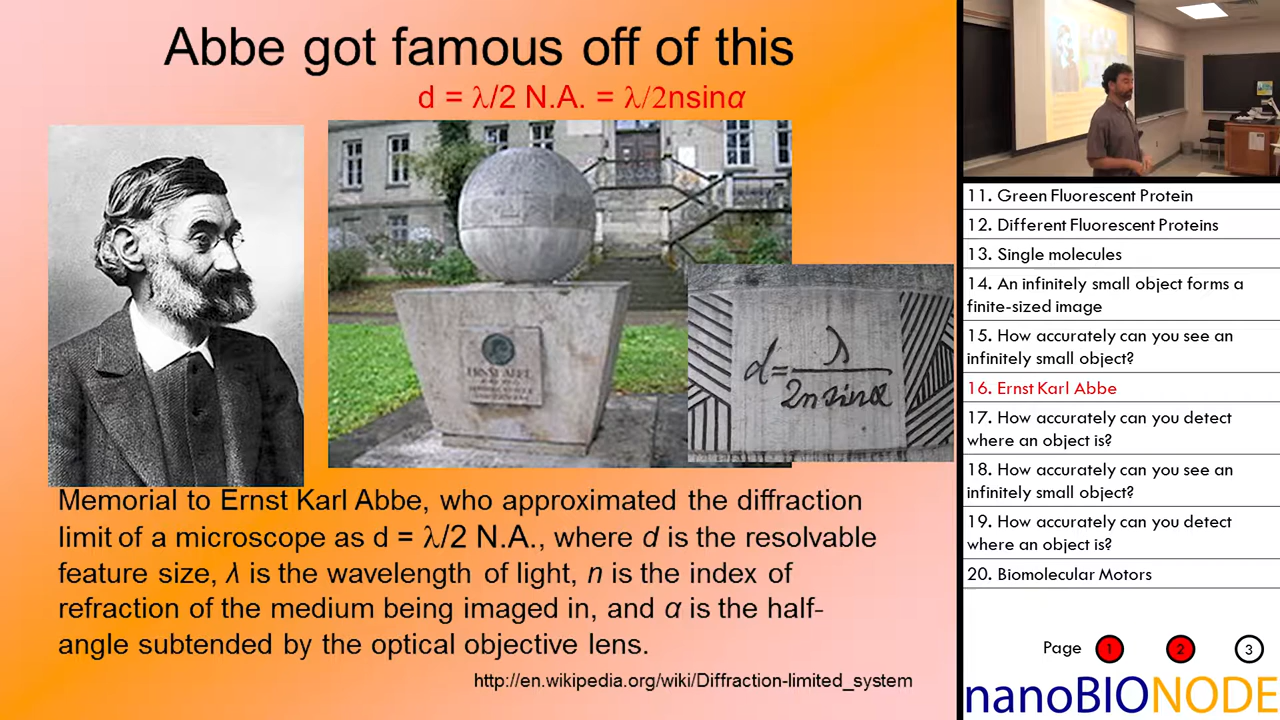 Abbe got famous off of this
d = λ/2 N.A. = λ/2nsinα
ERNST ABBE
d = λ
2n sin α
Memorial to Ernst Karl Abbe, who approximated the diffraction
limit of a microscope as d = λ/2 N.A., where d is the resolvable
feature size, λ is the wavelength of light, n is the index of
refraction of the medium being imaged in, and α is the half-
angle subtended by the optical objective lens.
http://en.wikipedia.org/wiki/Diffraction-limited_system
11. Green Fluorescent Protein
12. Different Fluorescent Proteins
13. Single molecules
14. An infinitely small object forms a
finite-sized image
15. How accurately can you see an
infinitely small object?
16. Ernst Karl Abbe
17. How accurately can you detect
where an object is?
18. How accurately can you see an
infinitely small object?
19. How accurately can you detect
where an object is?
20. Biomolecular Motors
Page 1 2 3
nanoBIONODE